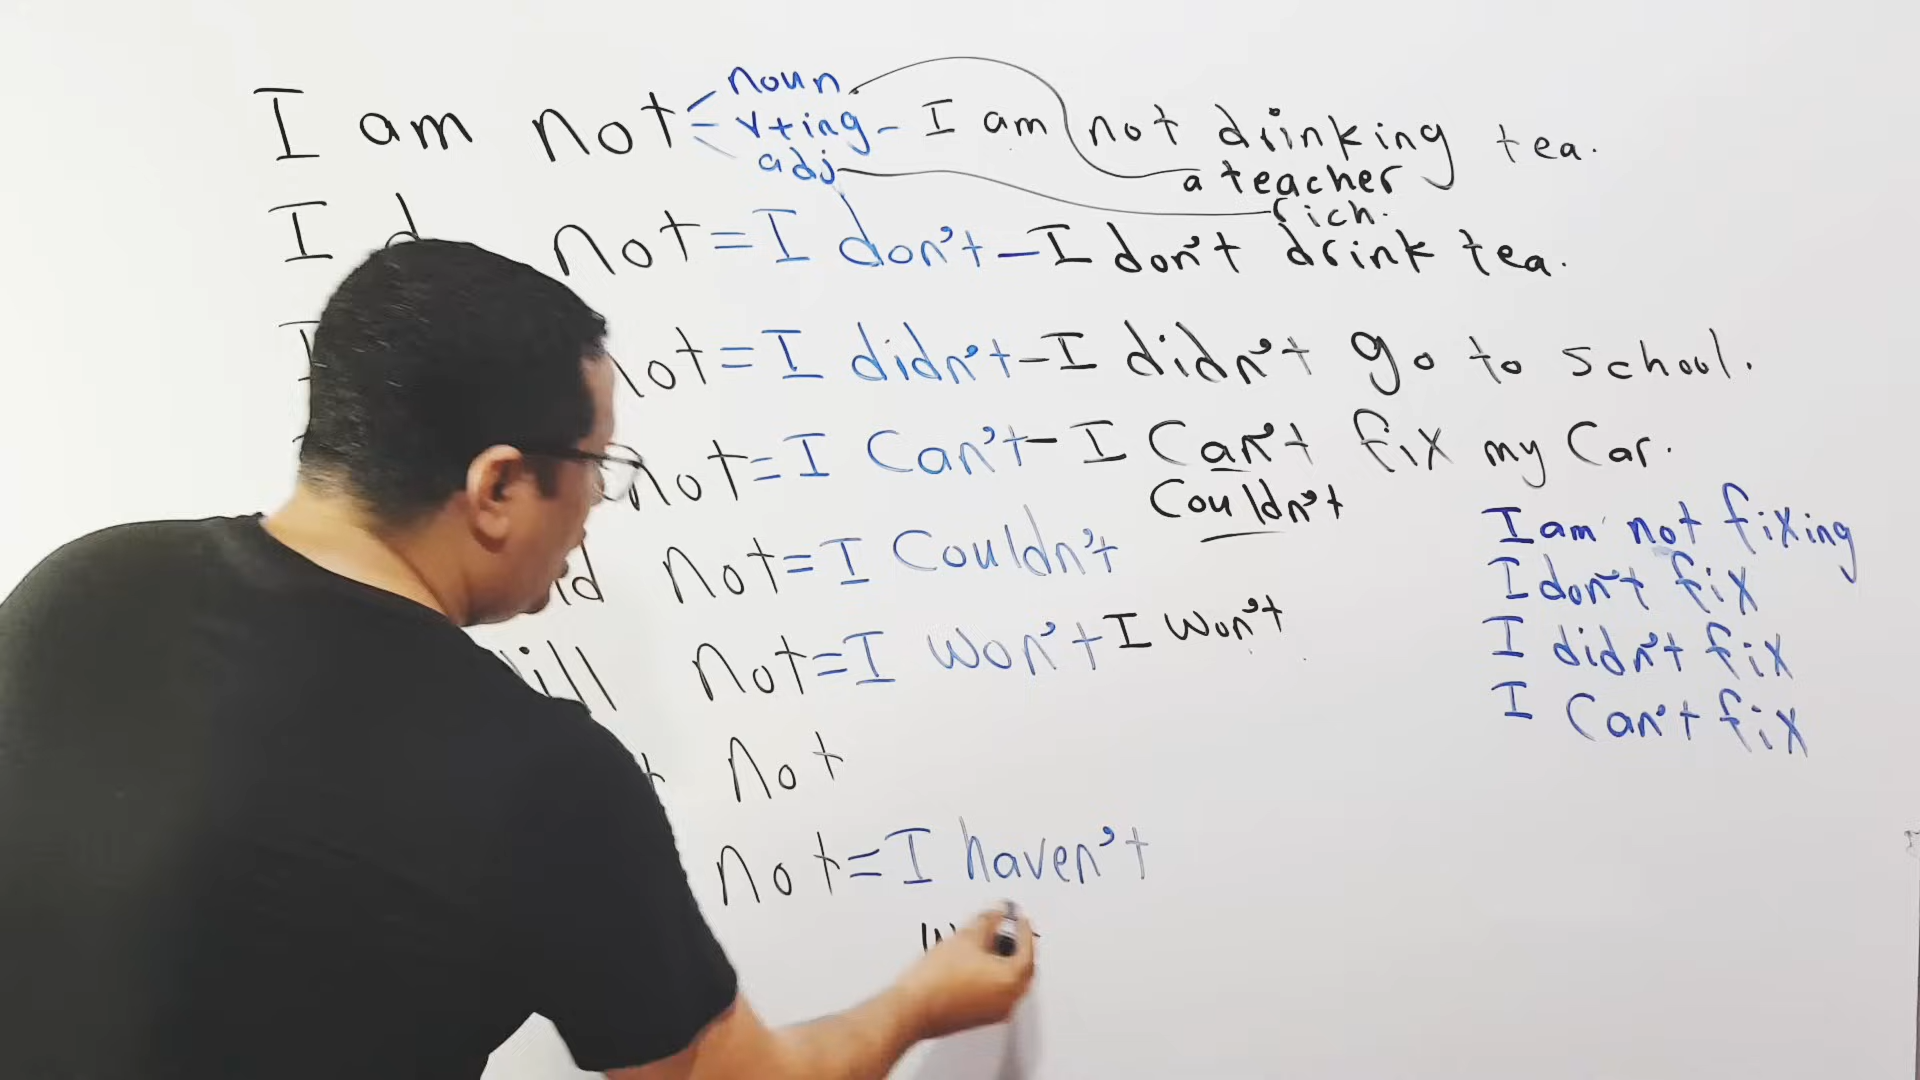 I am not noun
v+ing - I am not drinking tea.
adj a teacher
rich.
I not = I don't - I don't drink tea.
= I didn't - I didn't go to school.
not = I Can't - I Can't fix my Car.
Couldn't
not = I Couldn't
not = I Won't I Won't
not
not = I haven't
I am not fixing
I don't fix
I didn't fix
I Can't fix